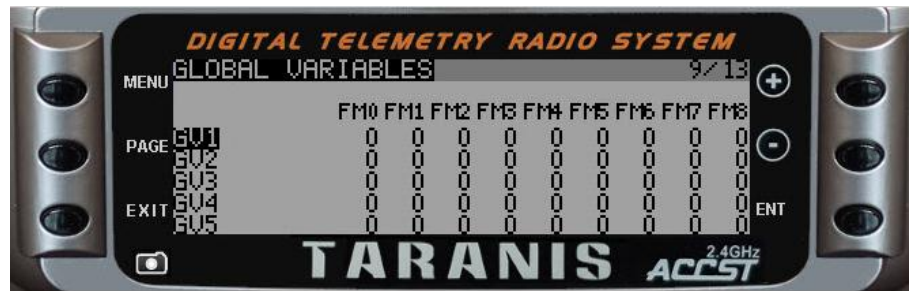 DIGITAL TELEMETRY RADIO SYSTEM
MENU
GLOBAL VARIABLES 9/13
FM0 FM1 FM2 FM3 FM4 FM5 FM6 FM7 FM8
PAGE
GV1 0 0 0 0 0 0 0 0 0
GV2 0 0 0 0 0 0 0 0 0
GV3 0 0 0 0 0 0 0 0 0
EXIT
GV4 0 0 0 0 0 0 0 0 0
ENT
GV5 0 0 0 0 0 0 0 0 0
TARANIS
2.4GHz
ACCST